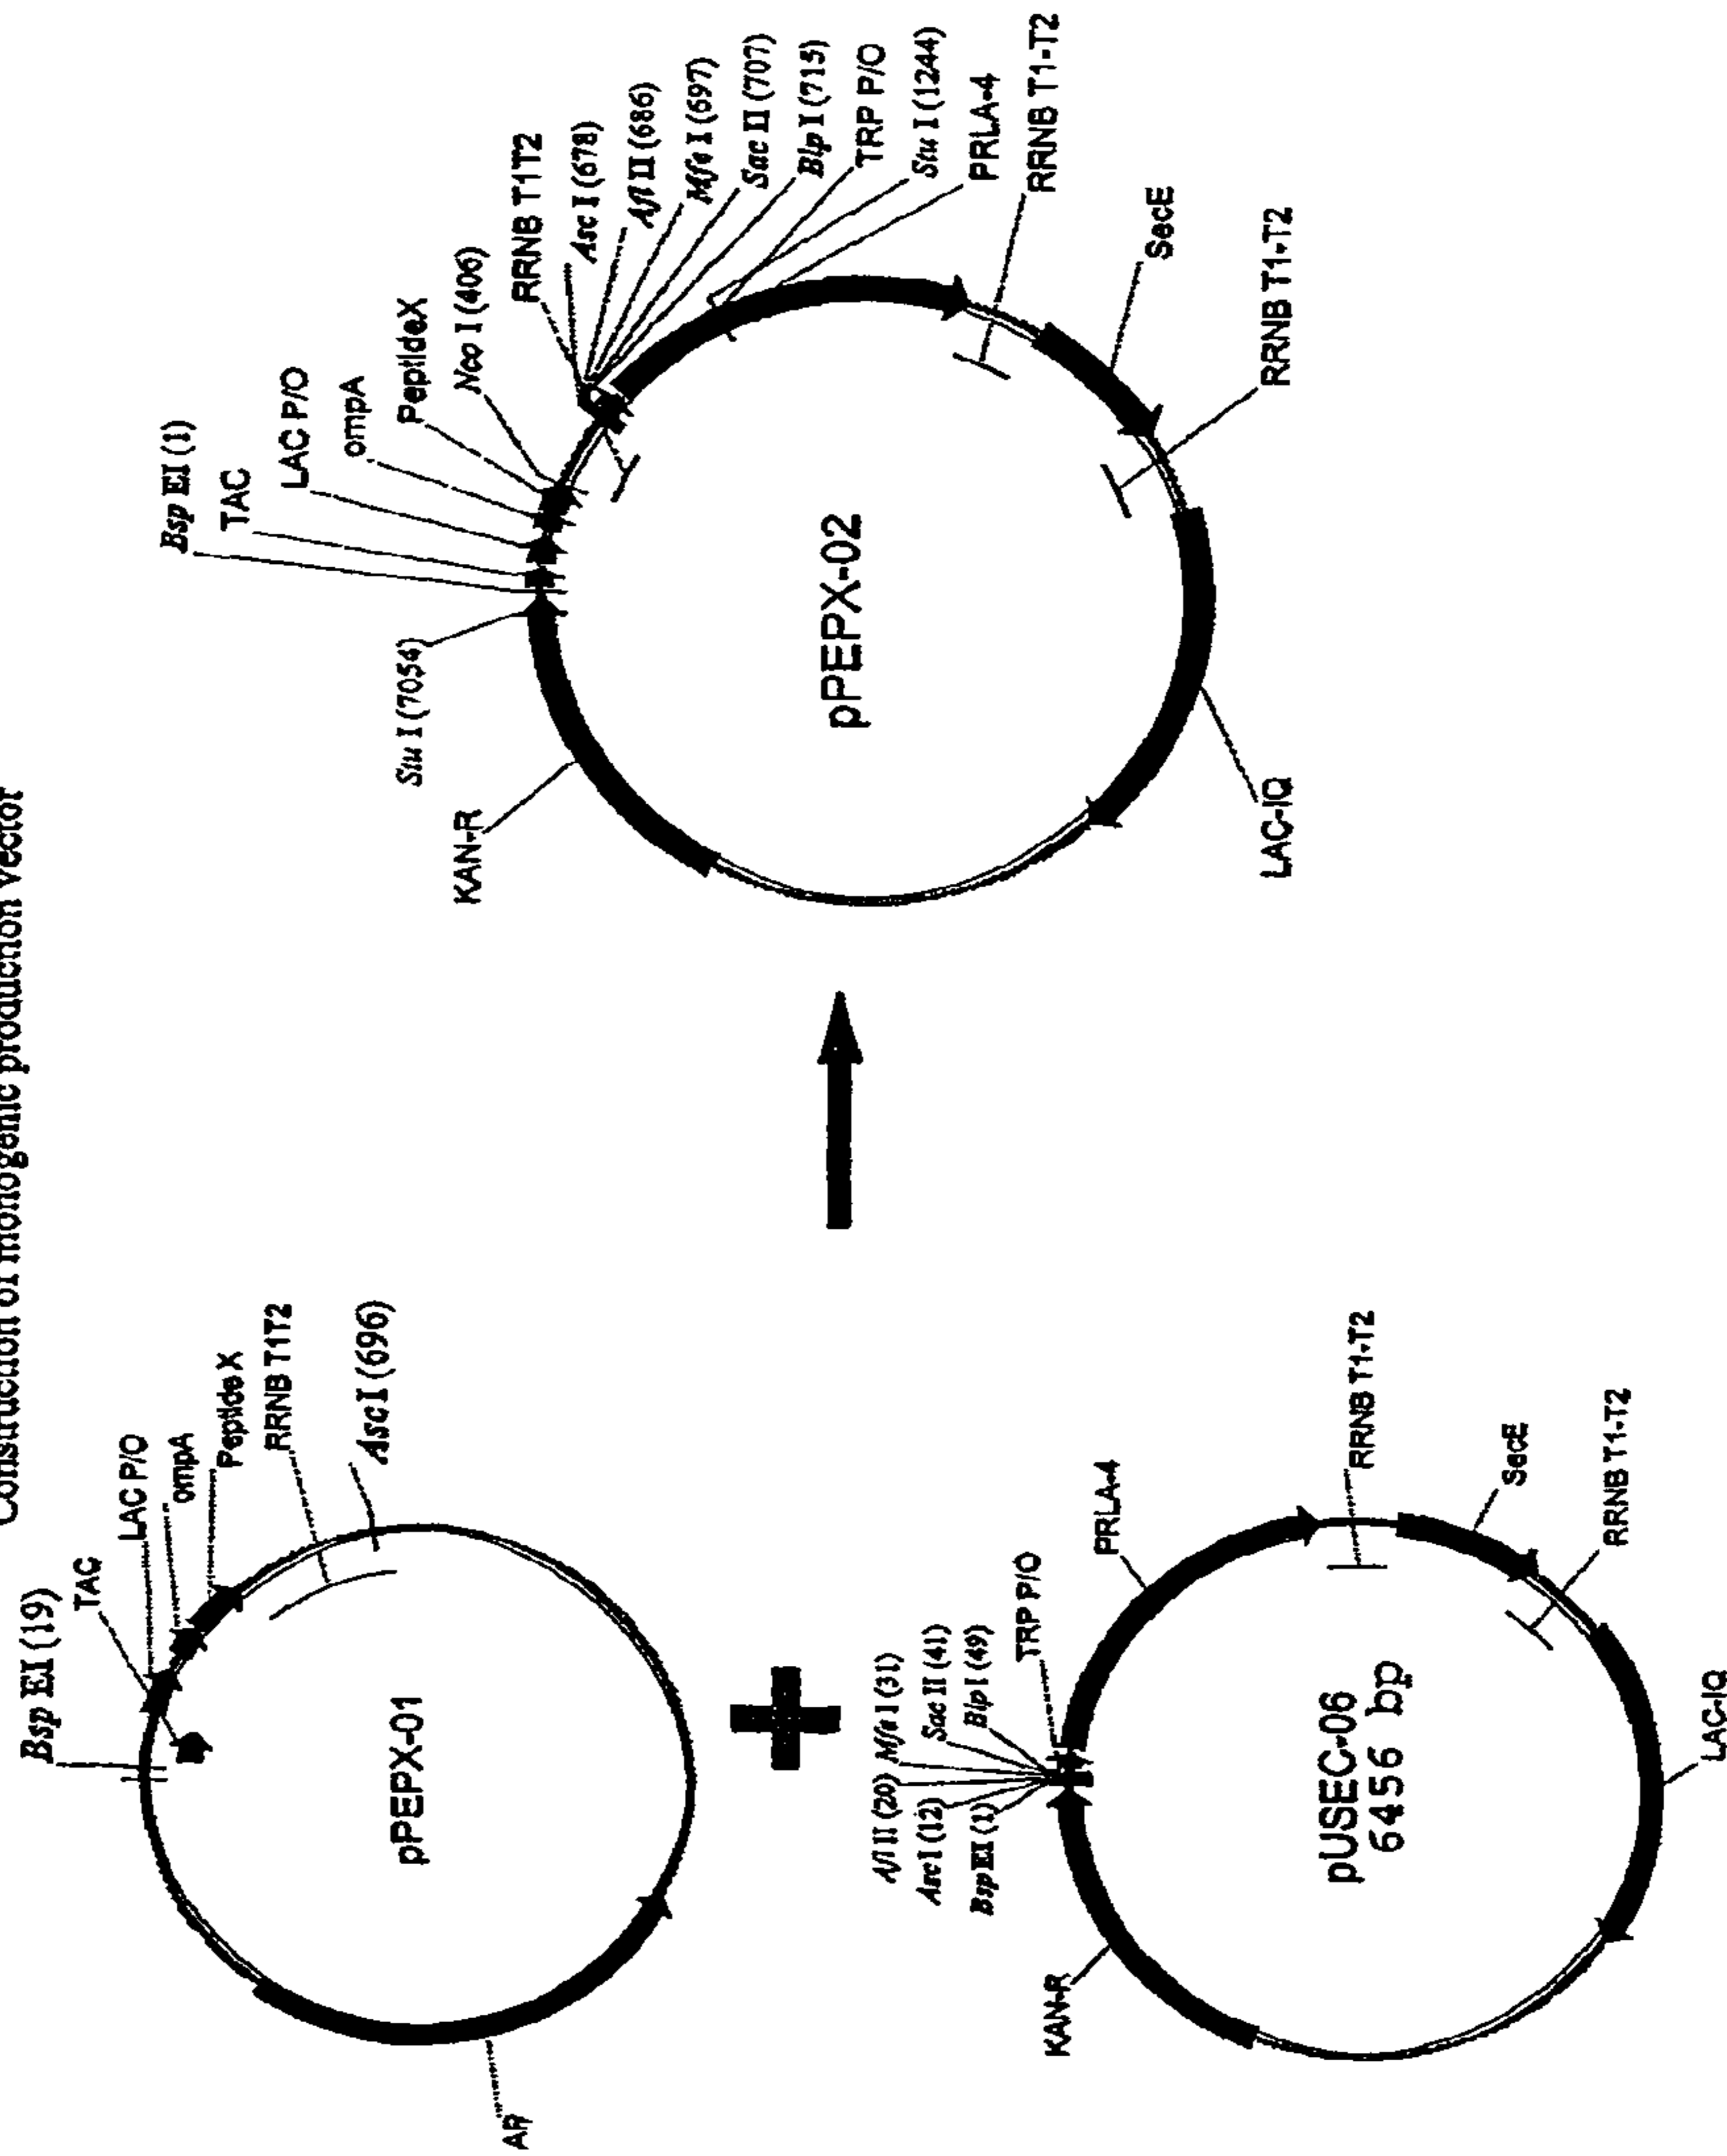 Construction of monogenic production vector
Bsp EI (19)
TAC
LAC P/O
ompA
Peptide X
RRNB T1T2
Asc I (696)
pPEPX-01
AP
Afl II (20)
Mfe I (31)
Asc I (12)
Sac II (41)
Bsp EI (1)
Blp I (49)
TRP P/O
PRLA-4
KAN-R
RRNB T1-T2
pUSEC-06
6456 bp
SecE
RRNB T1-T2
LAC-IQ
Bsp EI (1)
TAC
LAC P/O
ompA
PeptideX
Nco I (406)
RRNB T1T2
Asc I (678)
Afl II (686)
Mfe I (697)
Sac II (707)
Blp I (715)
TRP P/O
Stu I (1244)
PRLA-4
RRNB T1-T2
Stu I (7054)
KAN-R
pPEPX-02
SecE
RRNB T1-T2
LAC-IQ